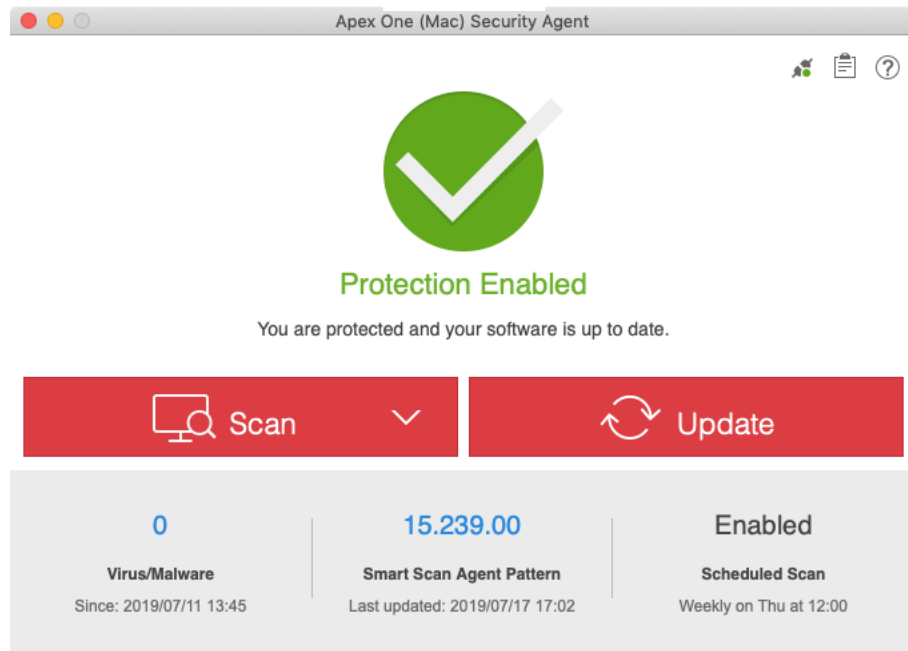 Apex One (Mac) Security Agent
?
Protection Enabled
You are protected and your software is up to date.
Scan
Update
0
15.239.00
Enabled
Virus/Malware
Smart Scan Agent Pattern
Scheduled Scan
Since: 2019/07/11 13:45
Last updated: 2019/07/17 17:02
Weekly on Thu at 12:00